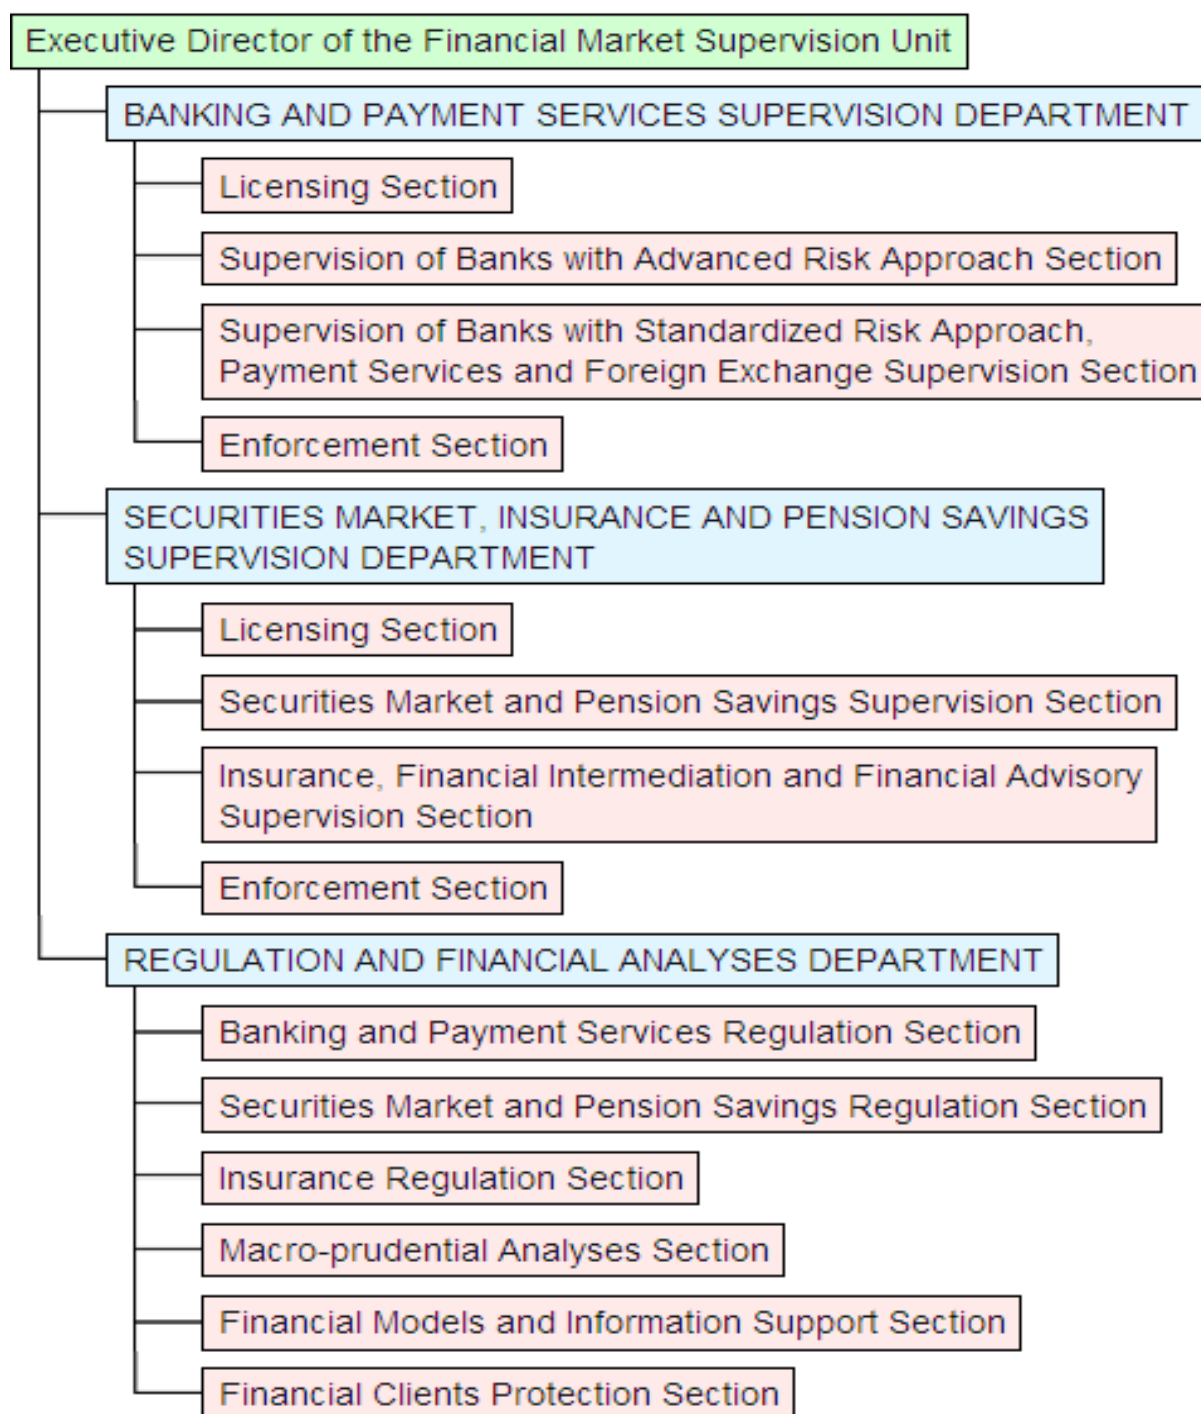 Executive Director of the Financial Market Supervision Unit
BANKING AND PAYMENT SERVICES SUPERVISION DEPARTMENT
Licensing Section
Supervision of Banks with Advanced Risk Approach Section
Supervision of Banks with Standardized Risk Approach,
Payment Services and Foreign Exchange Supervision Section
Enforcement Section
SECURITIES MARKET, INSURANCE AND PENSION SAVINGS
SUPERVISION DEPARTMENT
Licensing Section
Securities Market and Pension Savings Supervision Section
Insurance, Financial Intermediation and Financial Advisory
Supervision Section
Enforcement Section
REGULATION AND FINANCIAL ANALYSES DEPARTMENT
Banking and Payment Services Regulation Section
Securities Market and Pension Savings Regulation Section
Insurance Regulation Section
Macro-prudential Analyses Section
Financial Models and Information Support Section
Financial Clients Protection Section